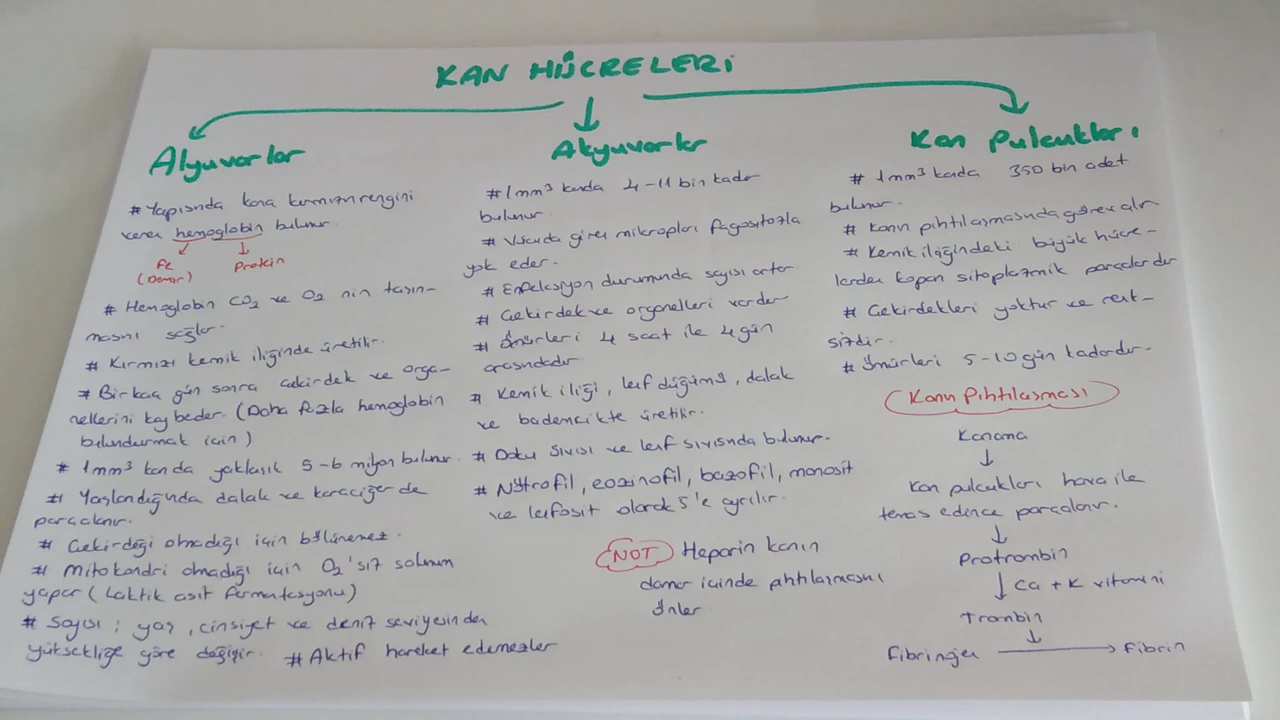 KAN HÜCRELERİ
Alyuvarlar
# Yapısında kana kırmızı rengini
veren hemoglobin bulunur.
Fe
(Demir)
Protein
# Hemoglobin CO2 ve O2 nin taşın-
masını sağlar.
# Kırmızı kemik iliğinde üretilir.
# Birkaç gün sonra çekirdek ve orga-
nellerini kaybeder. (Daha fazla hemoglobin
bulundurmak için)
# 1mm³ kanda yaklaşık 5-6 milyon bulunur.
# Yaşlandığında dalak ve karaciğerde
parçalanır.
# Çekirdeği olmadığı için bölünemez.
# Mitokondri olmadığı için O2'siz solunum
yapar (Laktik asit fermantasyonu)
# Sayısı; yaş, cinsiyet ve deniz seviyesinden
yüksekliğe göre değişir. # Aktif hareket edemezler
Akyuvarlar
# 1mm³ kanda 4-11 bin kadar
bulunur.
# Vücuda giren mikropları fagositozla
yok eder.
# Enfeksiyon durumunda sayısı artar
# Çekirdek ve organelleri vardır
# Ömürleri 4 saat ile 4 gün
arasındadır
# Kemik iliği, lenf düğümü, dalak
ve bademcikte üretilir.
# Doku sıvısı ve lenf sıvısında bulunur.
# Nötrofil, eozinofil, bazofil, monosit
ve lenfosit olarak 5'e ayrılır.
NOT Heparin kanın
damar içinde pıhtılaşmasını
önler
Kan Pulcukları
# 1mm³ kanda 350 bin adet
bulunur.
# Kanın pıhtılaşmasında görev alır
# Kemik iliğindeki büyük hücre-
lerden kopan sitoplazmik parçalardır
# Çekirdekleri yoktur ve renk-
sizdir.
# Ömürleri 5-10 gün kadardır.
Kanın Pıhtılaşması
Kanama
Kan pulcukları hava ile
temas edince parçalanır.
Protrombin
Ca + K vitamini
Trombin
Fibrinojen
Fibrin